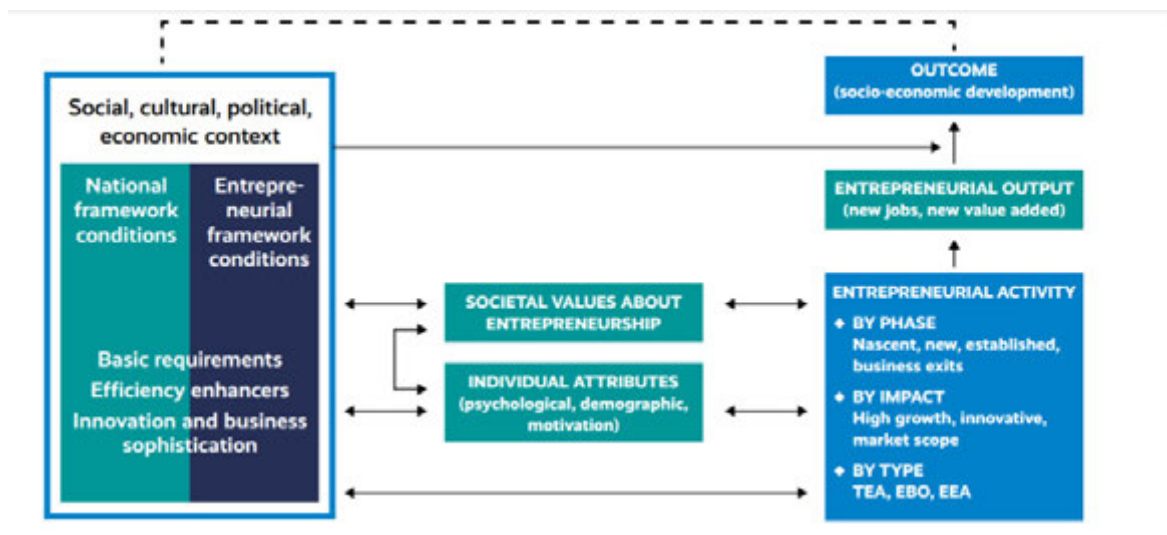 Social, cultural, political,
economic context
National
framework
conditions
Entrepre-
neurial
framework
conditions
Basic requirements
Efficiency enhancers
Innovation and business
sophistication
SOCIETAL VALUES ABOUT
ENTREPRENEURSHIP
INDIVIDUAL ATTRIBUTES
(psychological, demographic,
motivation)
OUTCOME
(socio-economic development)
ENTREPRENEURIAL OUTPUT
(new jobs, new value added)
ENTREPRENEURIAL ACTIVITY
◆ BY PHASE
Nascent, new, established,
business exits
◆ BY IMPACT
High growth, innovative,
market scope
◆ BY TYPE
TEA, EBO, EEA